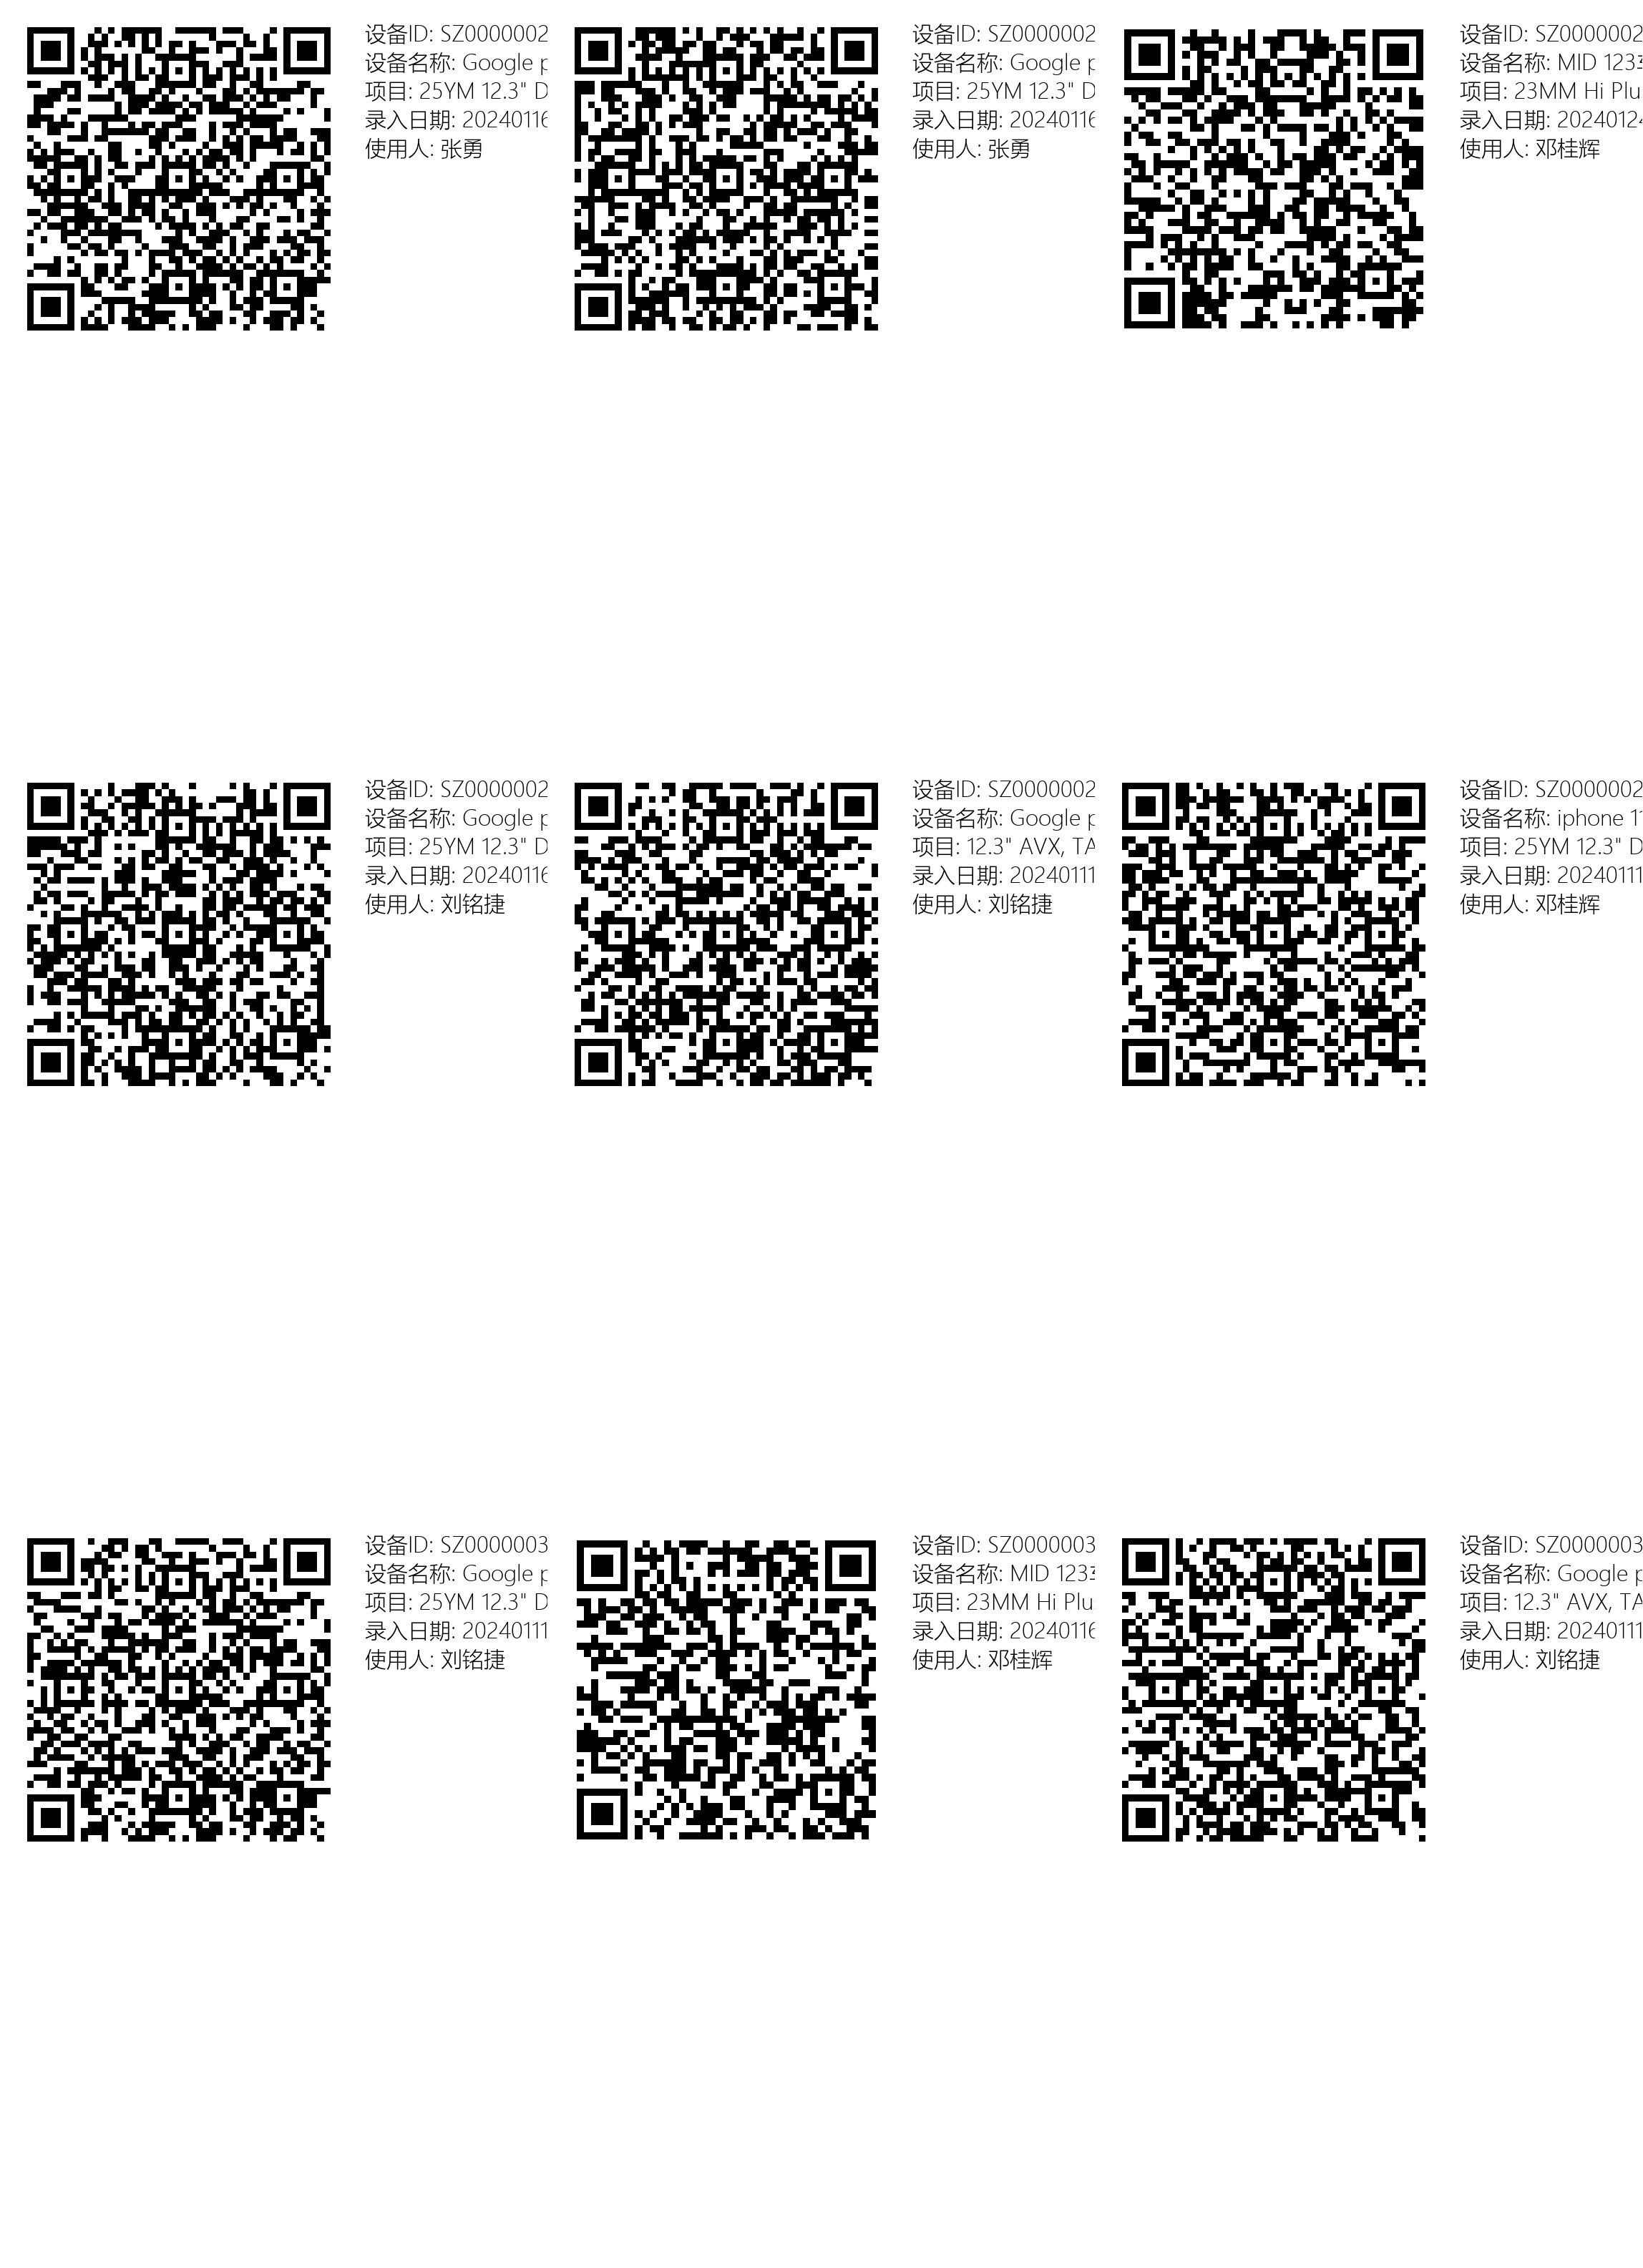 设备ID: SZ0000002
设备名称: Google p
项目: 25YM 12.3" D
录入日期: 2024011
使用人: 张勇
设备ID: SZ0000002
设备名称: Google p
项目: 25YM 12.3" D
录入日期: 2024011
使用人: 张勇
设备ID: SZ0000002
设备名称: MID 123
项目: 23MM Hi Plu
录入日期: 2024012
使用人: 邓桂辉
设备ID: SZ0000002
设备名称: Google p
项目: 25YM 12.3" D
录入日期: 2024011
使用人: 刘铭捷
设备ID: SZ0000002
设备名称: Google p
项目: 12.3" AVX, TA
录入日期: 20240111
使用人: 刘铭捷
设备ID: SZ0000002
设备名称: iphone 11
项目: 25YM 12.3" D
录入日期: 20240111
使用人: 邓桂辉
设备ID: SZ0000003
设备名称: Google p
项目: 25YM 12.3" D
录入日期: 20240111
使用人: 刘铭捷
设备ID: SZ0000003
设备名称: MID 123
项目: 23MM Hi Plu
录入日期: 2024011
使用人: 邓桂辉
设备ID: SZ0000003
设备名称: Google p
项目: 12.3" AVX, TA
录入日期: 20240111
使用人: 刘铭捷